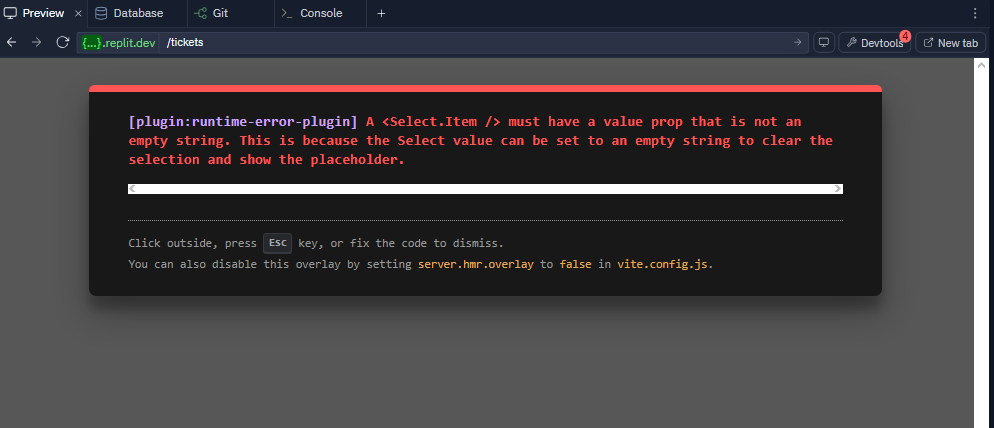 Preview Database Git Console
{...}.replit.dev /tickets Devtools 4 New tab
[plugin:runtime-error-plugin] A <Select.Item /> must have a value prop that is not an
empty string. This is because the Select value can be set to an empty string to clear the
selection and show the placeholder.
Click outside, press Esc key, or fix the code to dismiss.
You can also disable this overlay by setting server.hmr.overlay to false in vite.config.js.